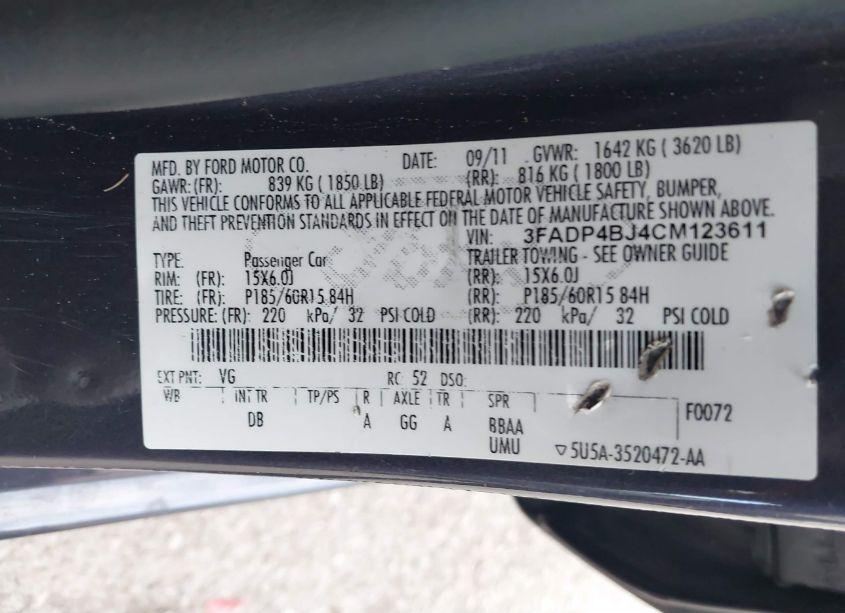 MFD. BY FORD MOTOR CO. DATE: 09/11 GVWR: 1642 KG ( 3620 LB)
GAWR: (FR): 839 KG ( 1850 LB) (RR): 816 KG ( 1800 LB)
THIS VEHICLE CONFORMS TO ALL APPLICABLE FEDERAL MOTOR VEHICLE SAFETY, BUMPER,
AND THEFT PREVENTION STANDARDS IN EFFECT ON THE DATE OF MANUFACTURE SHOWN ABOVE.
VIN: 3FADP4BJ4CM123611
TYPE: Passenger Car TRAILER TOWING - SEE OWNER GUIDE
RIM: (FR): 15X6.0J (RR): 15X6.0J
TIRE: (FR): P185/60R15 84H (RR): P185/60R15 84H
PRESSURE: (FR): 220 kPa/ 32 PSI COLD (RR): 220 kPa/ 32 PSI COLD
EXT PNT: VG RC: 52 DSO:
WB INT TR TP/PS R AXLE TR SPR
DB A GG A BBAA F0072
UMU 5U5A-3520472-AA